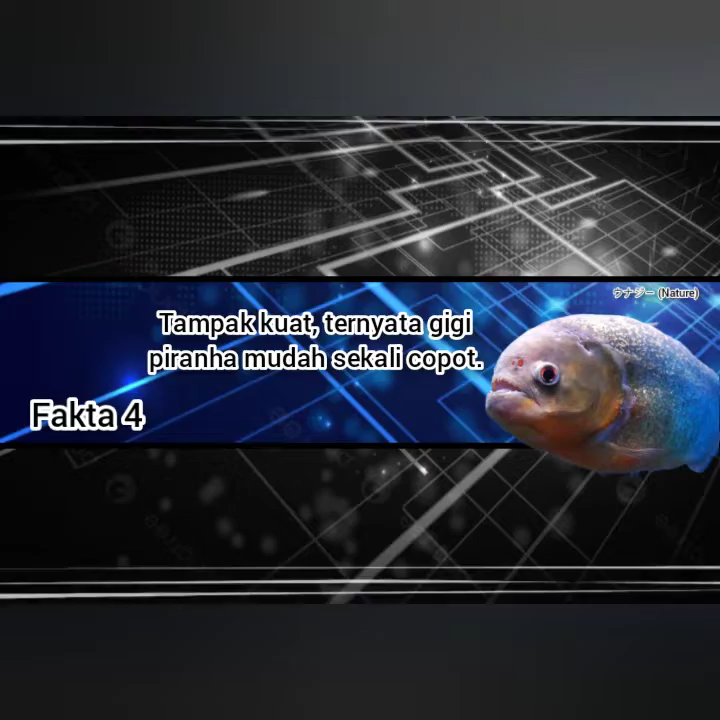 ウナジー (Nature)
Tampak kuat, ternyata gigi
piranha mudah sekali copot.
Fakta 4